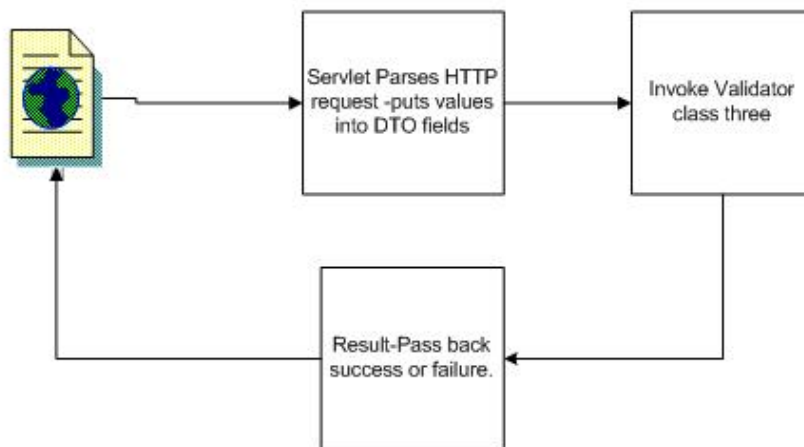 Servlet Parses HTTP
request -puts values
into DTO fields
Invoke Validator
class three
Result-Pass back
success or failure.